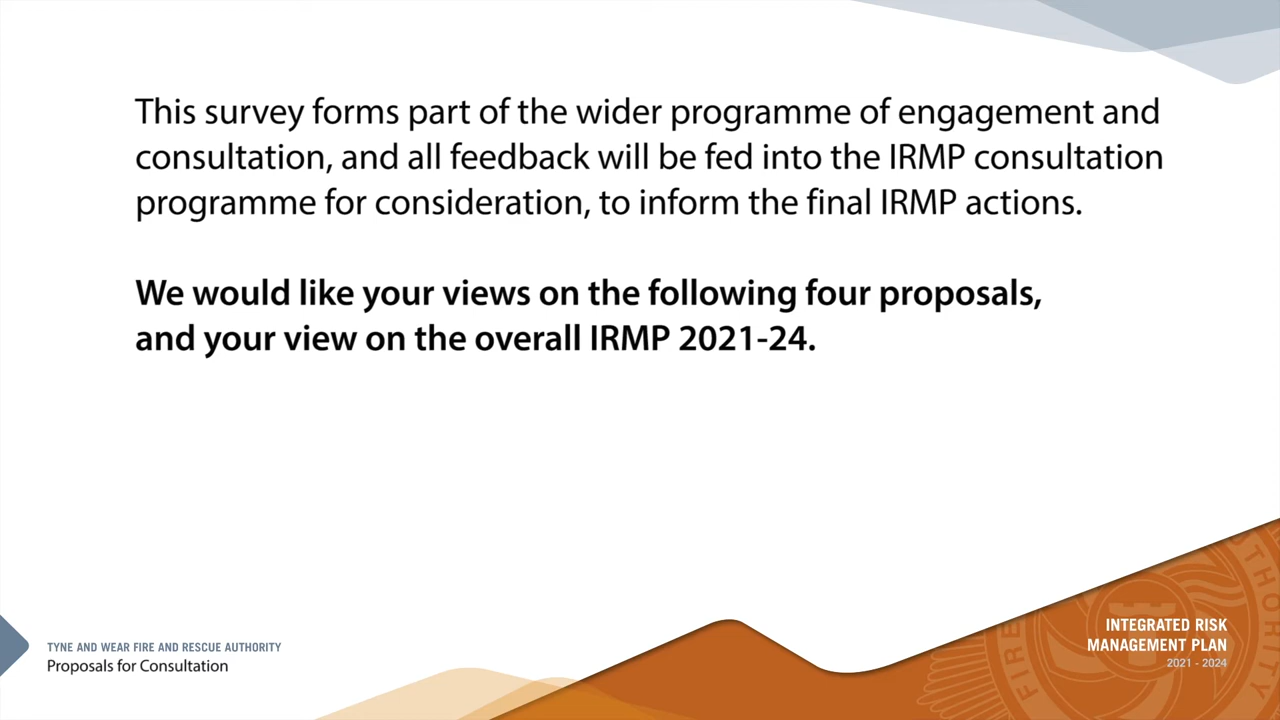 This survey forms part of the wider programme of engagement and
consultation, and all feedback will be fed into the IRMP consultation
programme for consideration, to inform the final IRMP actions.
We would like your views on the following four proposals,
and your view on the overall IRMP 2021-24.
TYNE AND WEAR FIRE AND RESCUE AUTHORITY
Proposals for Consultation
INTEGRATED RISK
MANAGEMENT PLAN
2021 - 2024
FIRE